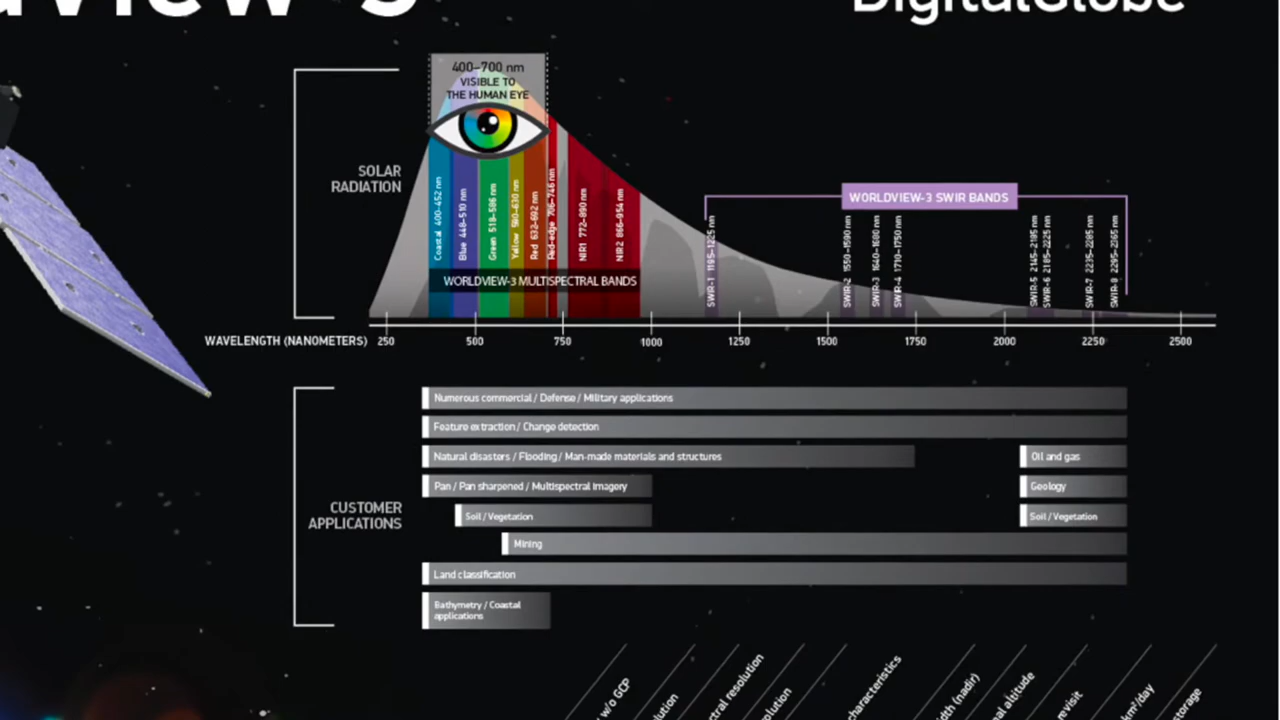 DigitalGlobe
400–700 nm
VISIBLE TO
THE HUMAN EYE
SOLAR
RADIATION
Coastal 400–452 nm
Blue 448–510 nm
Green 518–586 nm
Yellow 590–630 nm
Red 632–692 nm
Red-edge 706–746 nm
NIR1 772–890 nm
NIR2 866–954 nm
WORLDVIEW-3 MULTISPECTRAL BANDS
WORLDVIEW-3 SWIR BANDS
SWIR-1 1195–1225 nm
SWIR-2 1550–1590 nm
SWIR-3 1640–1680 nm
SWIR-4 1710–1750 nm
SWIR-5 2145–2185 nm
SWIR-6 2185–2225 nm
SWIR-7 2235–2285 nm
SWIR-8 2295–2365 nm
WAVELENGTH (NANOMETERS) 250 500 750 1000 1250 1500 1750 2000 2250 2500
Numerous commercial / Defense / Military applications
Feature extraction / Change detection
Natural disasters / Flooding / Man-made materials and structures
Oil and gas
Pan / Pan sharpened / Multispectral imagery
Geology
CUSTOMER
APPLICATIONS
Soil / Vegetation
Soil / Vegetation
Mining
Land classification
Bathymetry / Coastal
applications
w/o GCP
resolution
characteristics
(nadir)
altitude